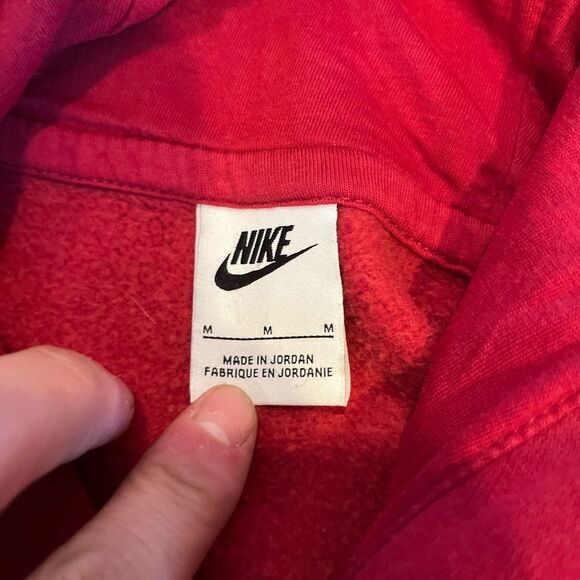 NIKE
M M M
MADE IN JORDAN
FABRIQUE EN JORDANIE